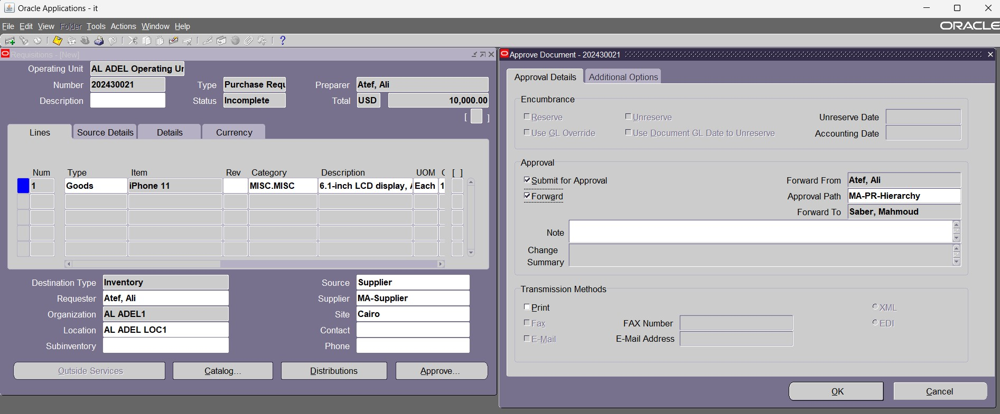 Oracle Applications - it
File Edit View Folder Tools Actions Window Help
ORACLE
Requisitions - [New]
Operating Unit AL ADEL Operating Ur
Number 202430021 Type Purchase Requ Preparer Atef, Ali
Description Status Incomplete Total USD 10,000.00
[ ]
Lines Source Details Details Currency
Num Type Item Rev Category Description UOM [ ]
1 Goods iPhone 11 MISC.MISC 6.1-inch LCD display, Each 1
Destination Type Inventory Source Supplier
Requester Atef, Ali Supplier MA-Supplier
Organization AL ADEL1 Site Cairo
Location AL ADEL LOC1 Contact
Subinventory Phone
Outside Services Catalog... Distributions Approve...
Approve Document - 202430021
Approval Details Additional Options
Encumbrance
Reserve Unreserve Unreserve Date
Use GL Override Use Document GL Date to Unreserve Accounting Date
Approval
Submit for Approval Forward From Atef, Ali
Forward Approval Path MA-PR-Hierarchy
Forward To Saber, Mahmoud
Note
Change
Summary
Transmission Methods
Print XML
Fax FAX Number EDI
E-Mail E-Mail Address
OK Cancel